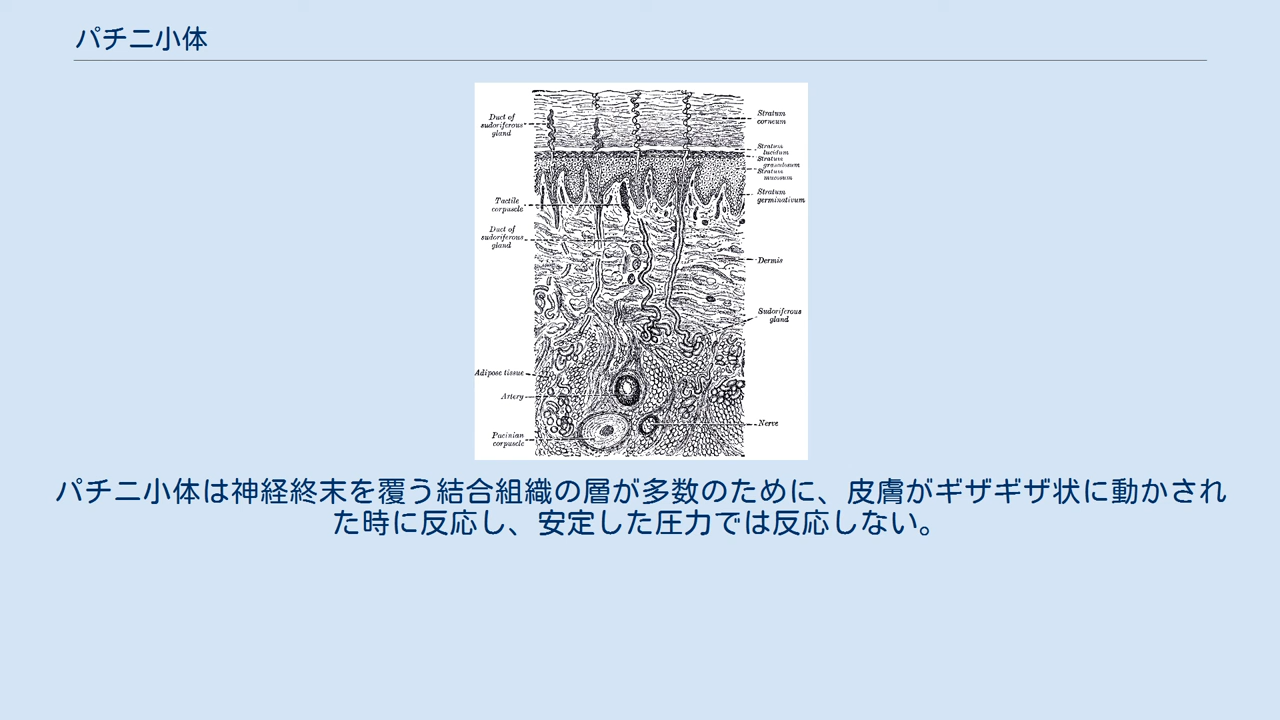 パチニ小体
Duct of
sudoriferous
gland
Stratum
corneum
Stratum
lucidum
Stratum
granulosum
Stratum
mucosum
Stratum
germinativum
Tactile
corpuscle
Duct of
sudoriferous
gland
Dermis
Sudoriferous
gland
Adipose tissue
Artery
Nerve
Pacinian
corpuscle
パチニ小体は神経終末を覆う結合組織の層が多数のために、皮膚がギザギザ状に動かされ
た時に反応し、安定した圧力では反応しない。